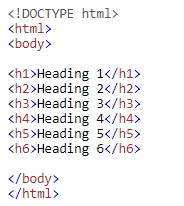 <!DOCTYPE html>
<html>
<body>
<h1>Heading 1</h1>
<h2>Heading 2</h2>
<h3>Heading 3</h3>
<h4>Heading 4</h4>
<h5>Heading 5</h5>
<h6>Heading 6</h6>
</body>
</html>